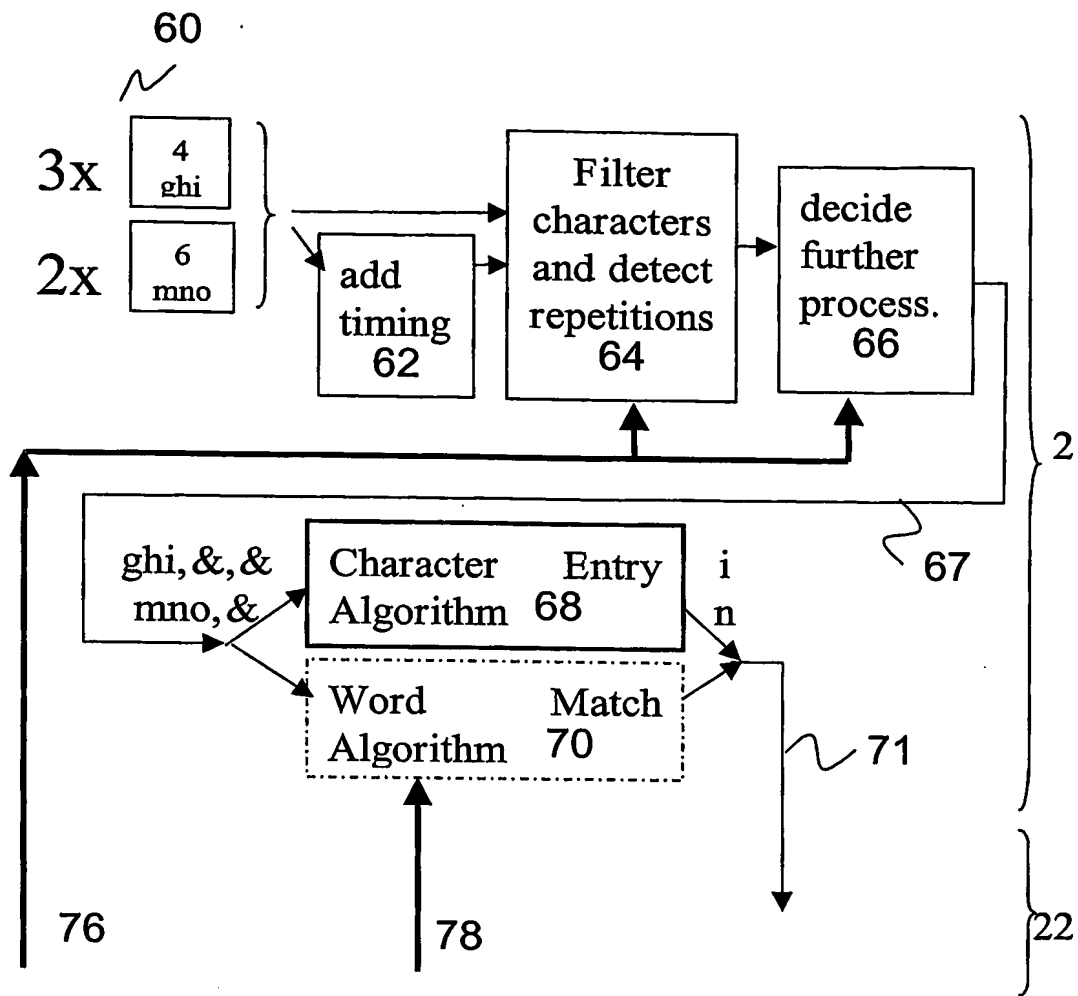 60
3x
4
ghi
2x
6
mno
add
timing
62
Filter
characters
and detect
repetitions
64
decide
further
process.
66
2
67
ghi,&,&
mno,&
Character Entry
Algorithm 68
i
n
Word Match
Algorithm 70
71
76
78
22